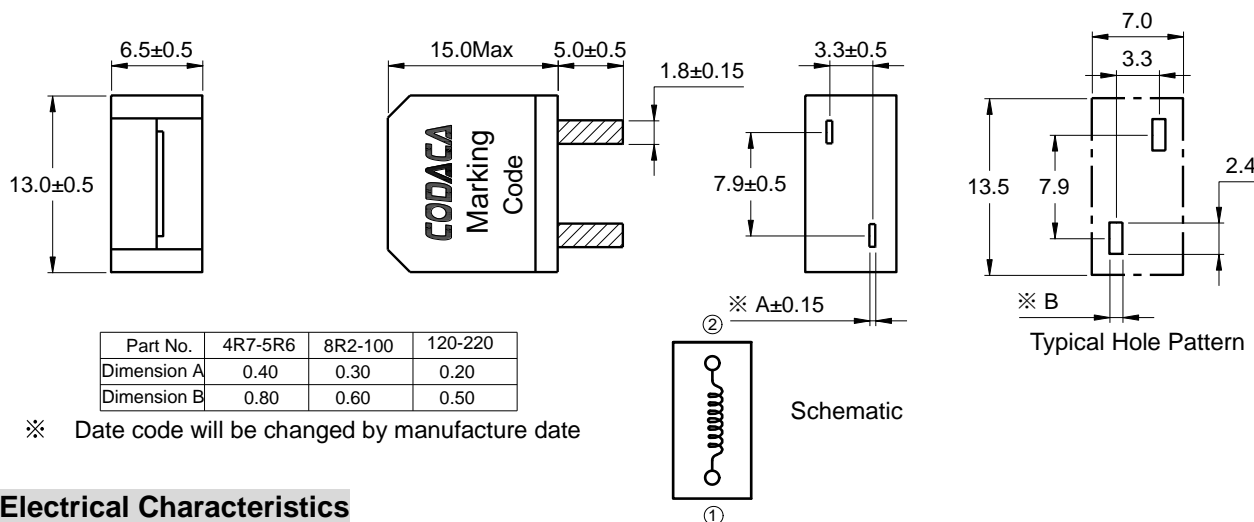 6.5±0.5
13.0±0.5
15.0Max
5.0±0.5
1.8±0.15
CODACA
Marking
Code
3.3±0.5
7.9±0.5
※ A±0.15
7.0
3.3
13.5
7.9
2.4
※ B
Typical Hole Pattern
Part No. 4R7-5R6 8R2-100 120-220
Dimension A 0.40 0.30 0.20
Dimension B 0.80 0.60 0.50
※ Date code will be changed by manufacture date
②
Schematic
①
Electrical Characteristics